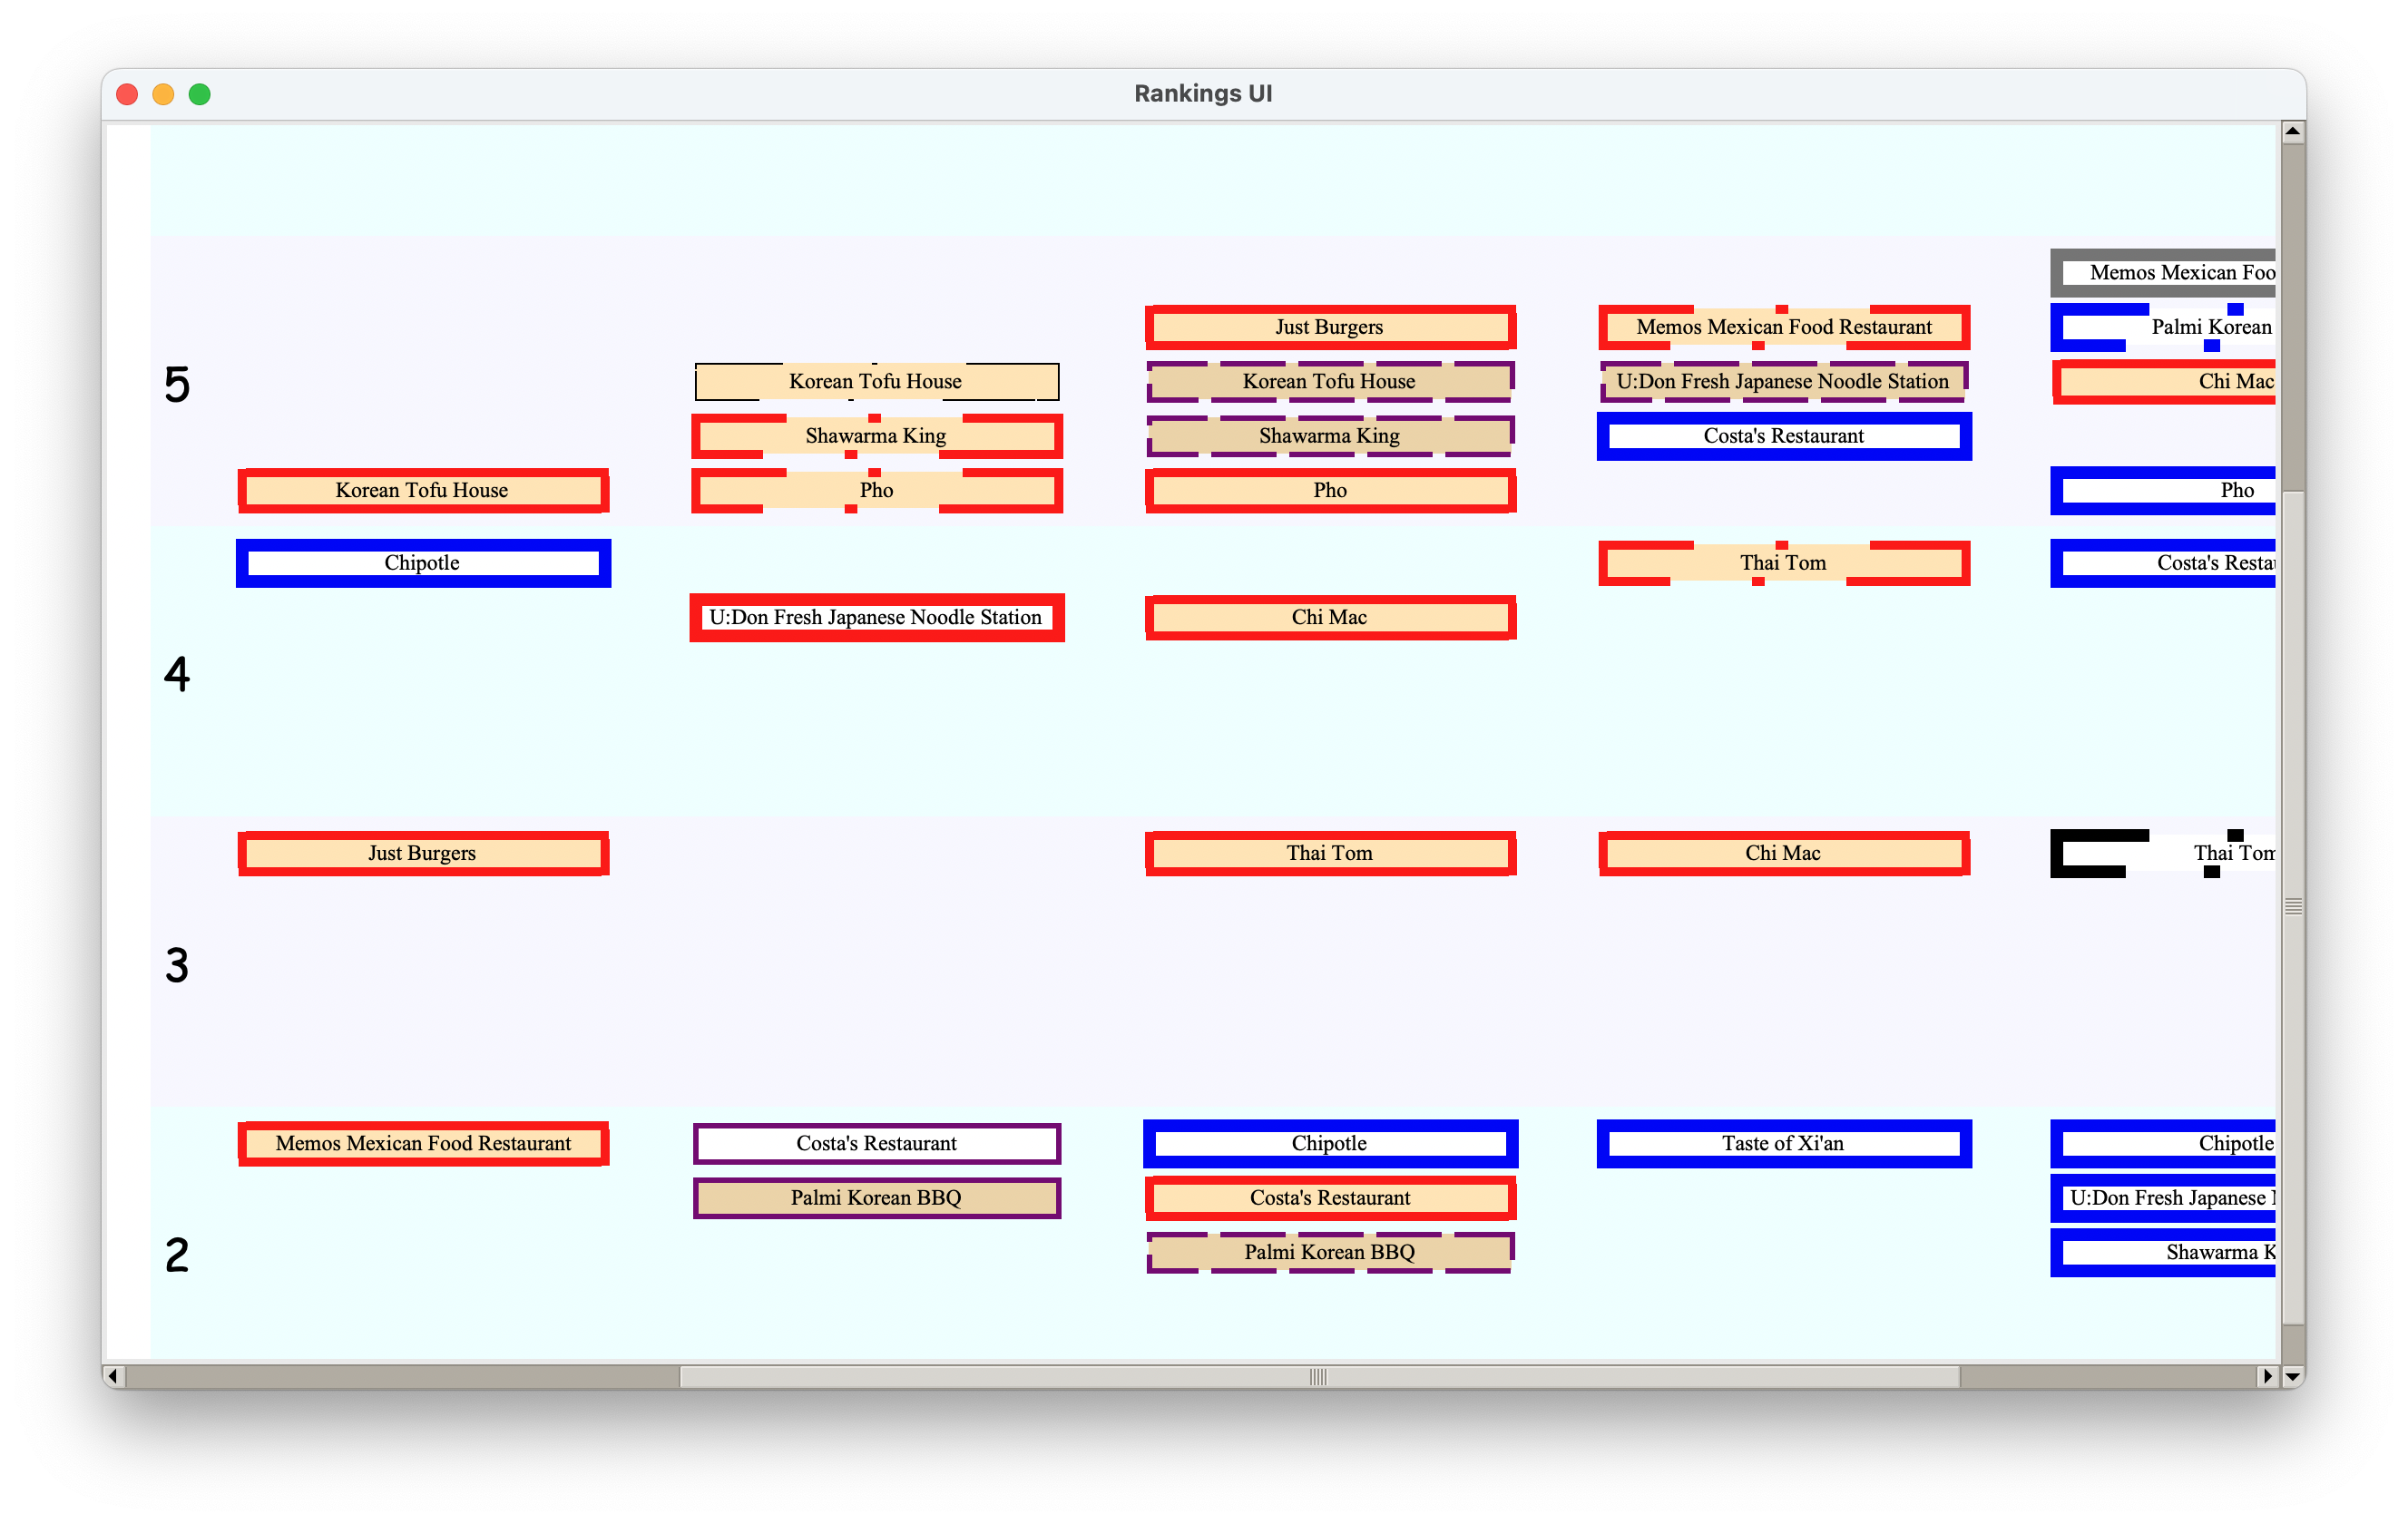 Rankings UI
Memos Mexican Foo
Just Burgers
Memos Mexican Food Restaurant
Palmi Korean
5
Korean Tofu House
Korean Tofu House
U:Don Fresh Japanese Noodle Station
Chi Mac
Shawarma King
Shawarma King
Costa's Restaurant
Korean Tofu House
Pho
Pho
Pho
Chipotle
Thai Tom
Costa's Restau
U:Don Fresh Japanese Noodle Station
Chi Mac
4
Just Burgers
Thai Tom
Chi Mac
Thai Tom
3
Memos Mexican Food Restaurant
Costa's Restaurant
Chipotle
Taste of Xi'an
Chipotle
Palmi Korean BBQ
Costa's Restaurant
U:Don Fresh Japanese
2
Palmi Korean BBQ
Shawarma K